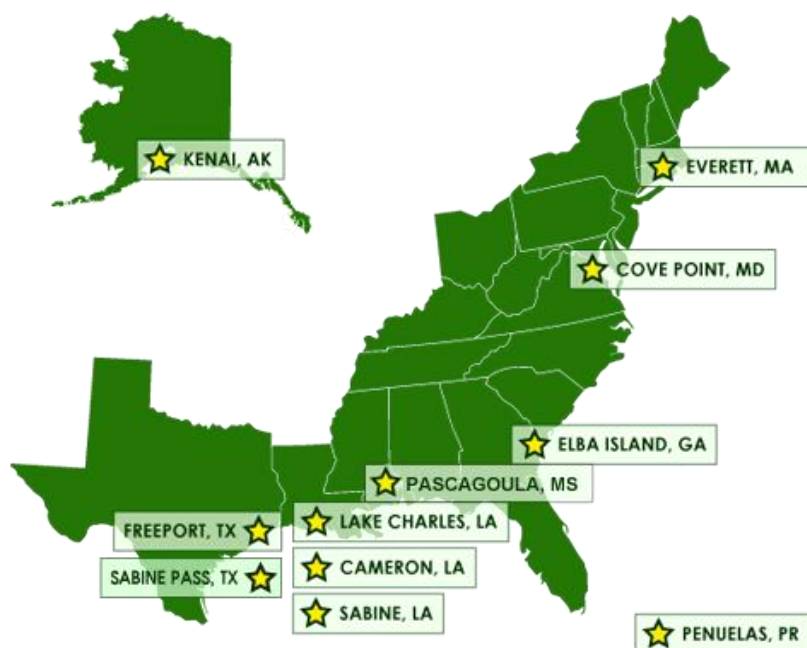 KENAI, AK
EVERETT, MA
COVE POINT, MD
ELBA ISLAND, GA
PASCAGOULA, MS
FREEPORT, TX
LAKE CHARLES, LA
SABINE PASS, TX
CAMERON, LA
SABINE, LA
PENUELAS, PR